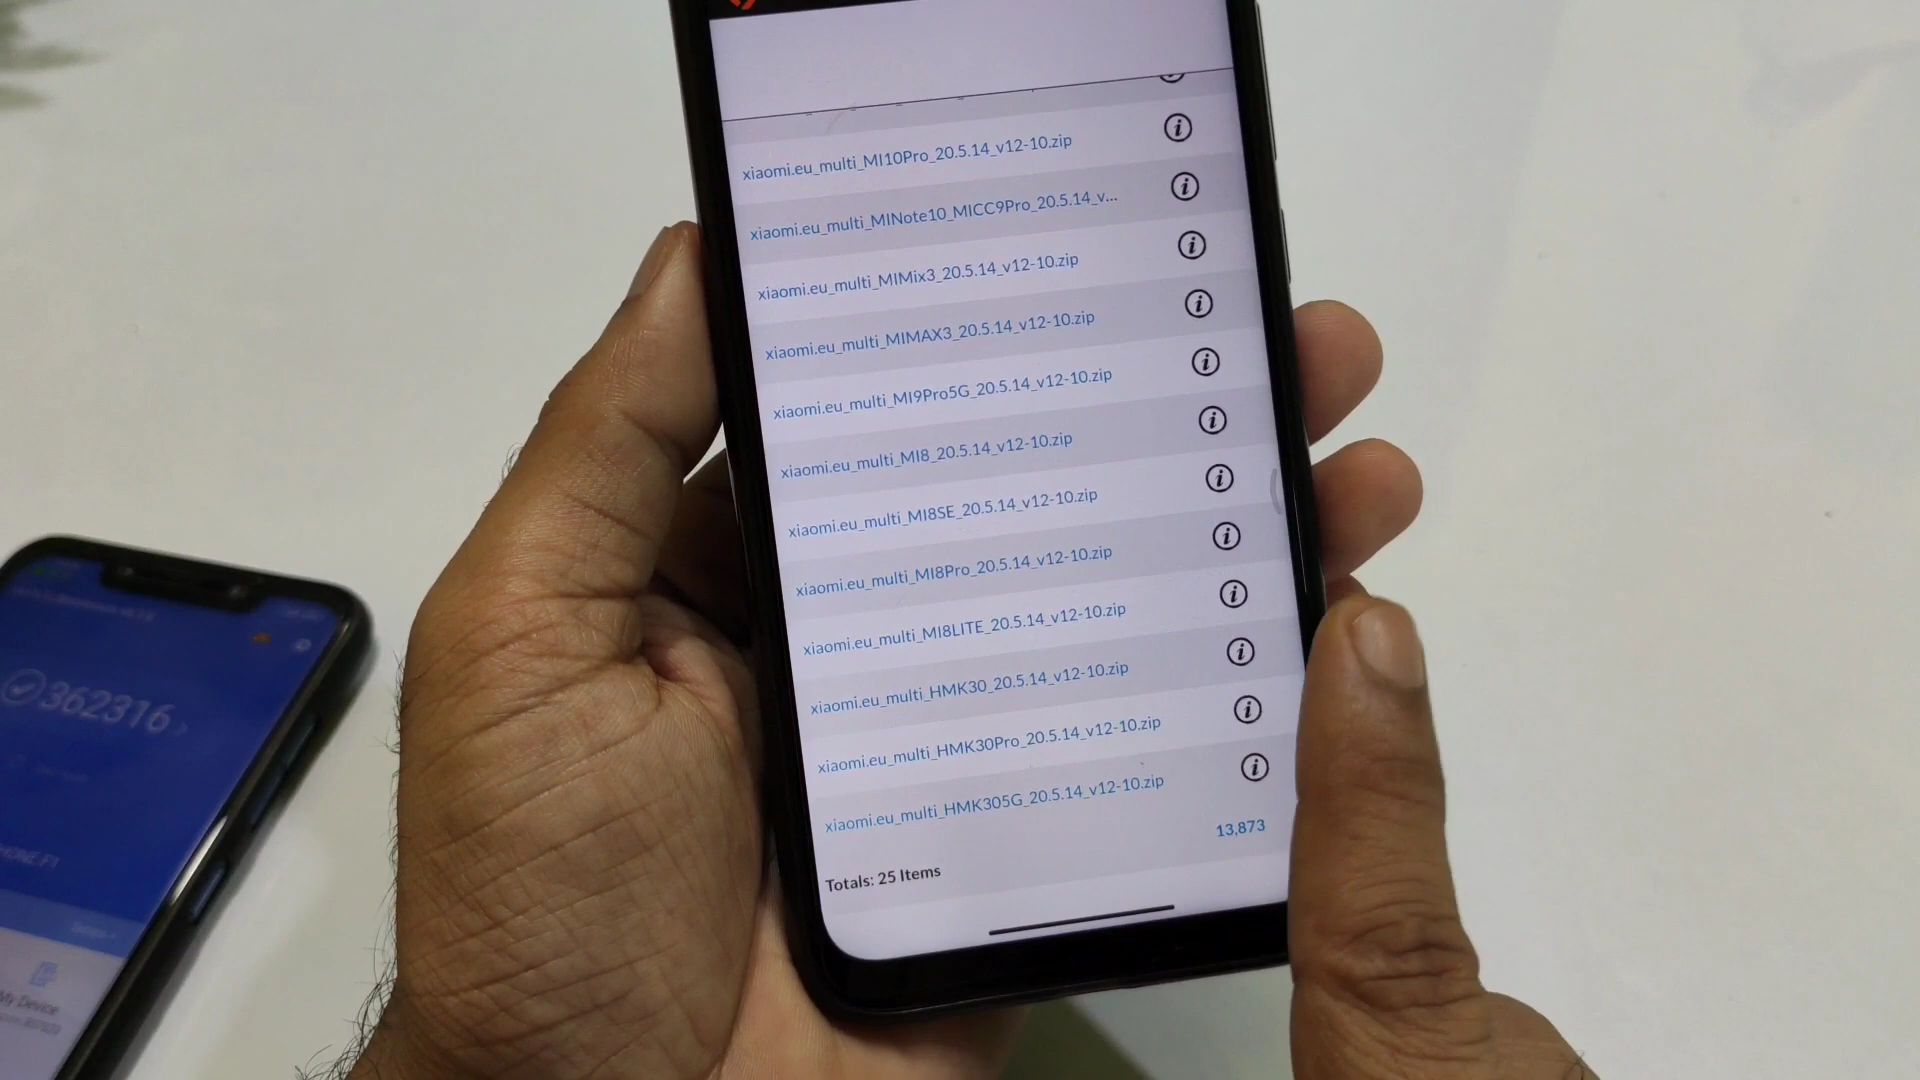 xiaomi.eu_multi_MI10Pro_20.5.14_v12-10.zip
xiaomi.eu_multi_MINote10_MICC9Pro_20.5.14_v...
xiaomi.eu_multi_MIMix3_20.5.14_v12-10.zip
xiaomi.eu_multi_MIMAX3_20.5.14_v12-10.zip
xiaomi.eu_multi_MI9Pro5G_20.5.14_v12-10.zip
xiaomi.eu_multi_MI8_20.5.14_v12-10.zip
xiaomi.eu_multi_MI8SE_20.5.14_v12-10.zip
xiaomi.eu_multi_MI8Pro_20.5.14_v12-10.zip
xiaomi.eu_multi_MI8LITE_20.5.14_v12-10.zip
xiaomi.eu_multi_HMK30_20.5.14_v12-10.zip
xiaomi.eu_multi_HMK30Pro_20.5.14_v12-10.zip
xiaomi.eu_multi_HMK305G_20.5.14_v12-10.zip
13,873
Totals: 25 Items
362316
My Device